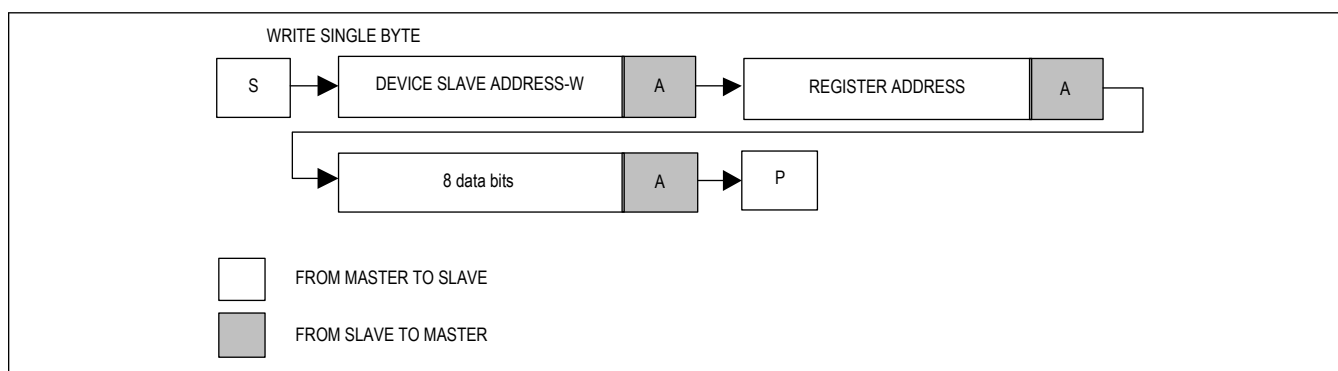 WRITE SINGLE BYTE
S DEVICE SLAVE ADDRESS-W A REGISTER ADDRESS A
8 data bits A P
FROM MASTER TO SLAVE
FROM SLAVE TO MASTER